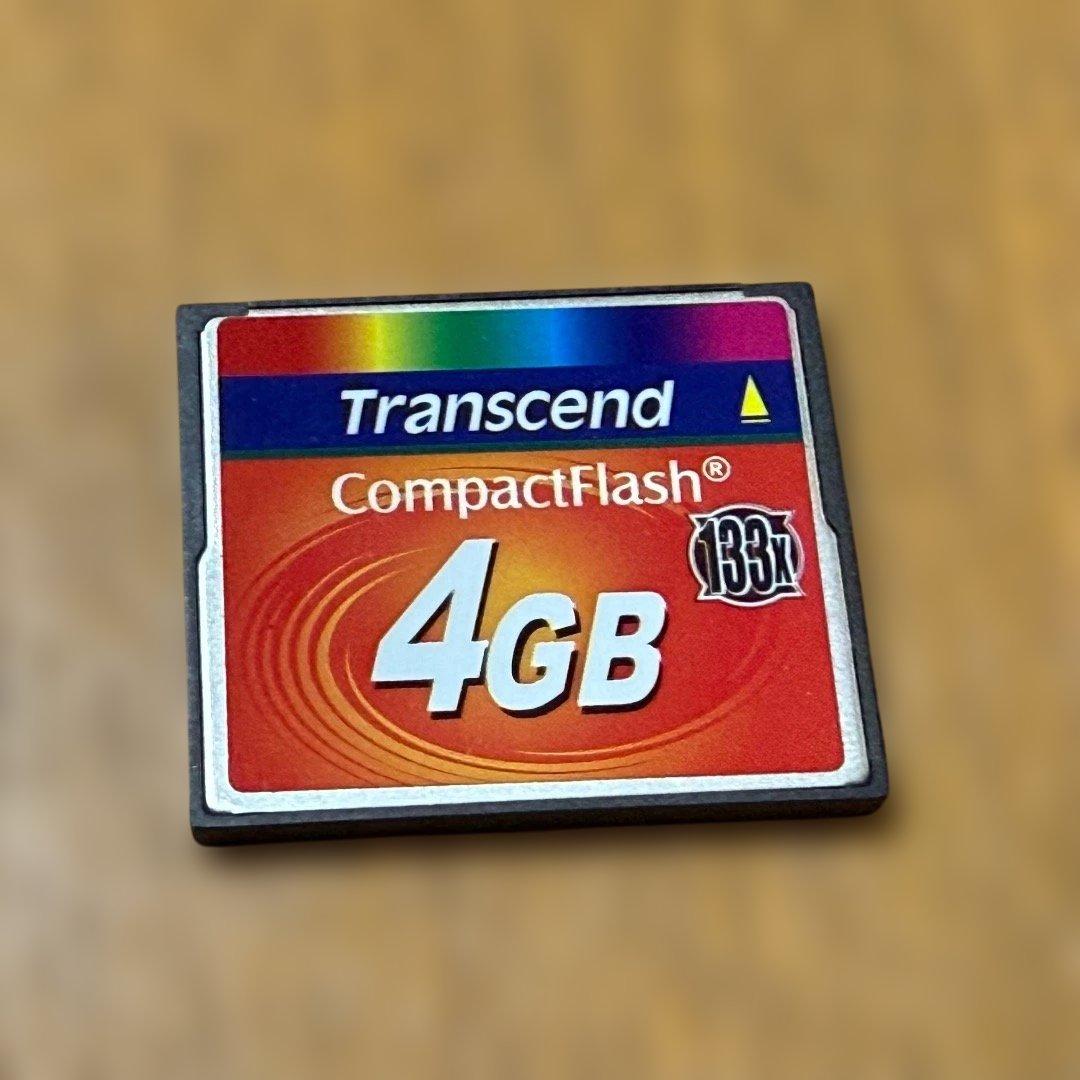 Transcend
CompactFlash®
133x
4GB